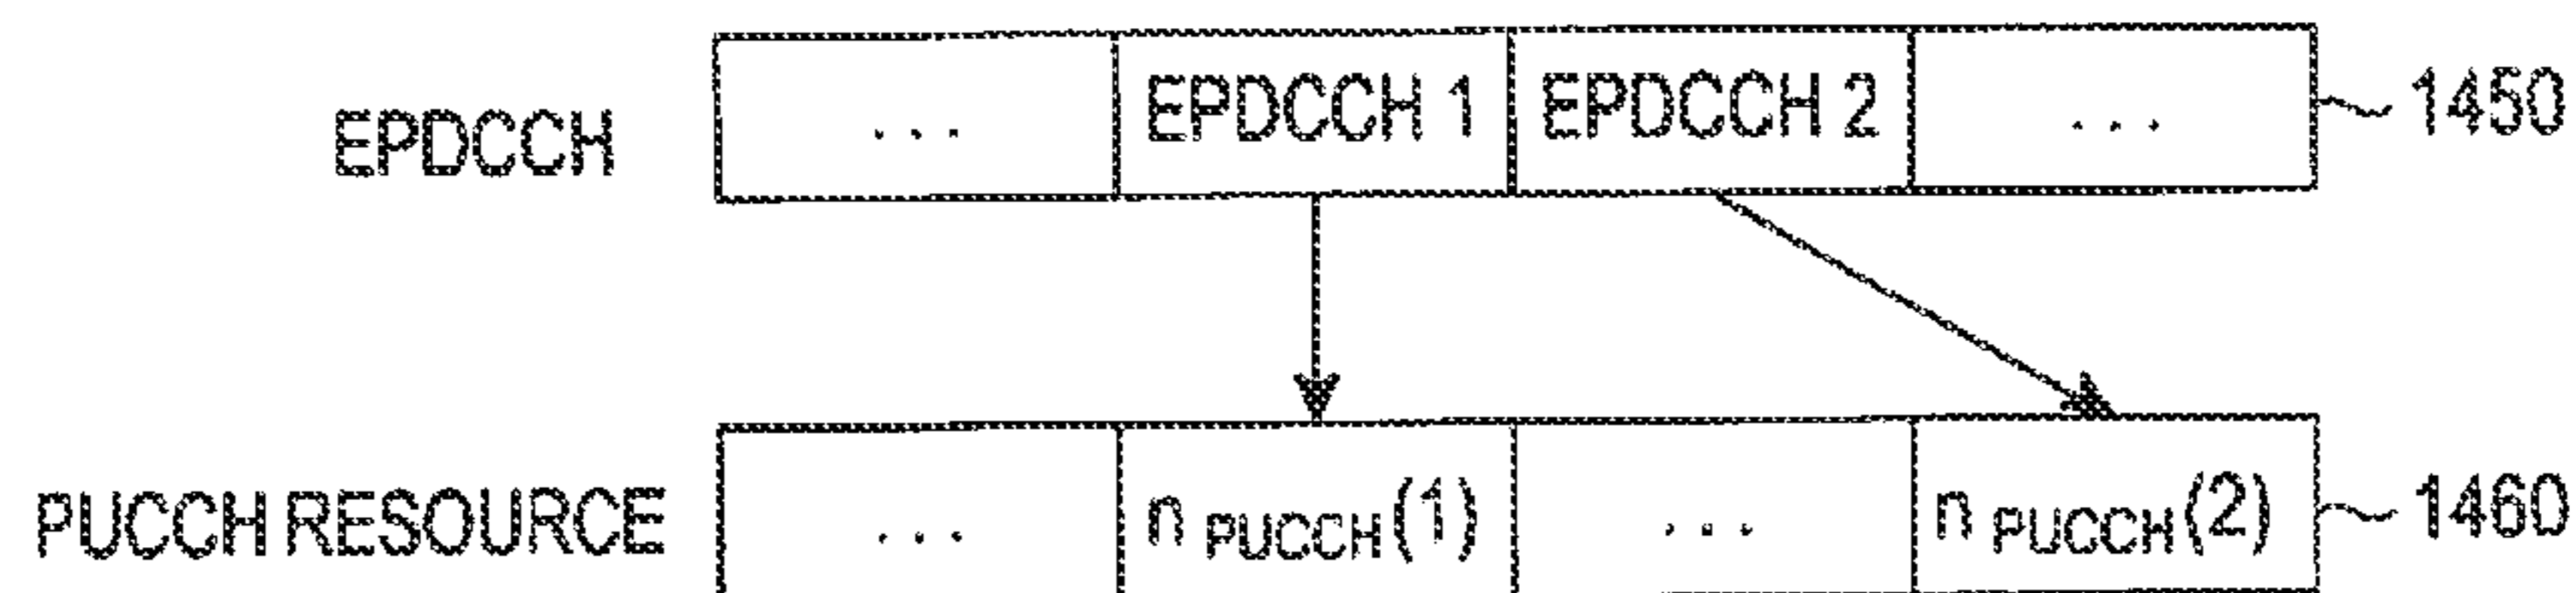 EPDCCH ... EPDCCH 1 EPDCCH 2 ... 1450
PUCCH RESOURCE ... n PUCCH(1) ... n PUCCH(2) 1460